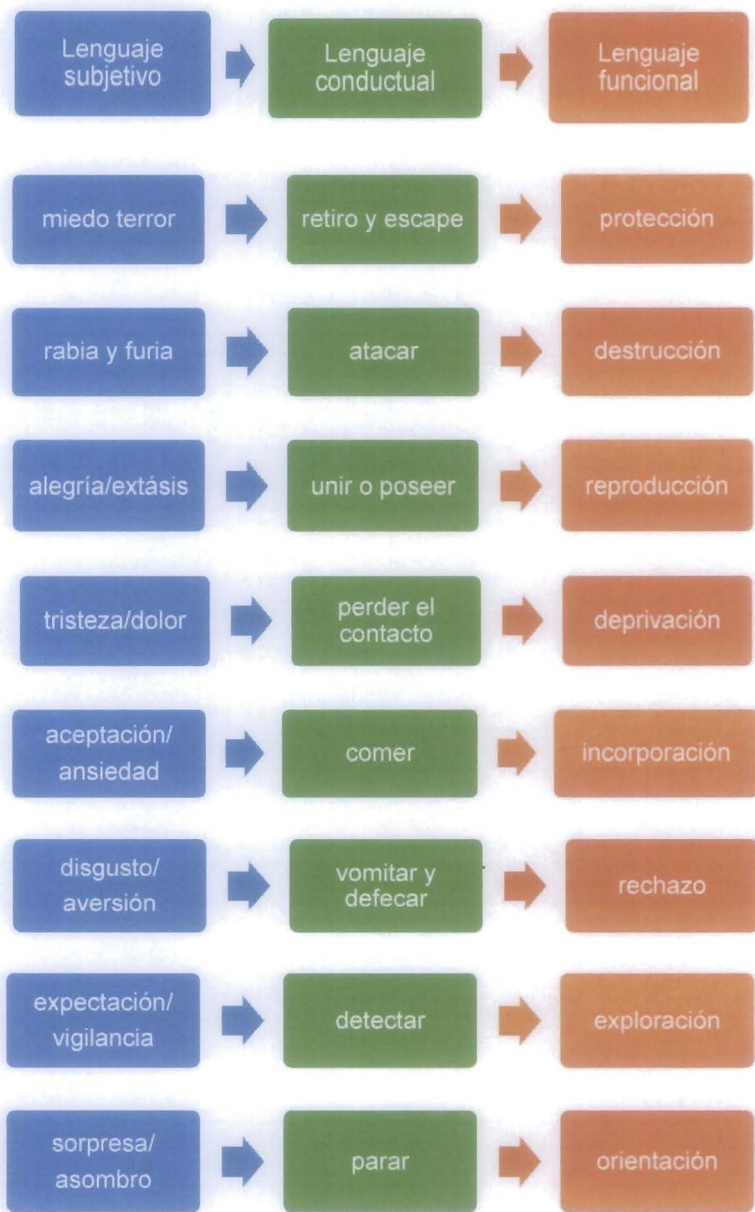 Lenguaje
subjetivo
Lenguaje
conductual
Lenguaje
funcional
miedo terror
retiro y escape
protección
rabia y furia
atacar
destrucción
alegría/extásis
unir o poseer
reproducción
tristeza/dolor
perder el
contacto
deprivación
aceptación/
ansiedad
comer
incorporación
disgusto/
aversión
vomitar y
defecar
rechazo
expectación/
vigilancia
detectar
exploración
sorpresa/
asombro
parar
orientación